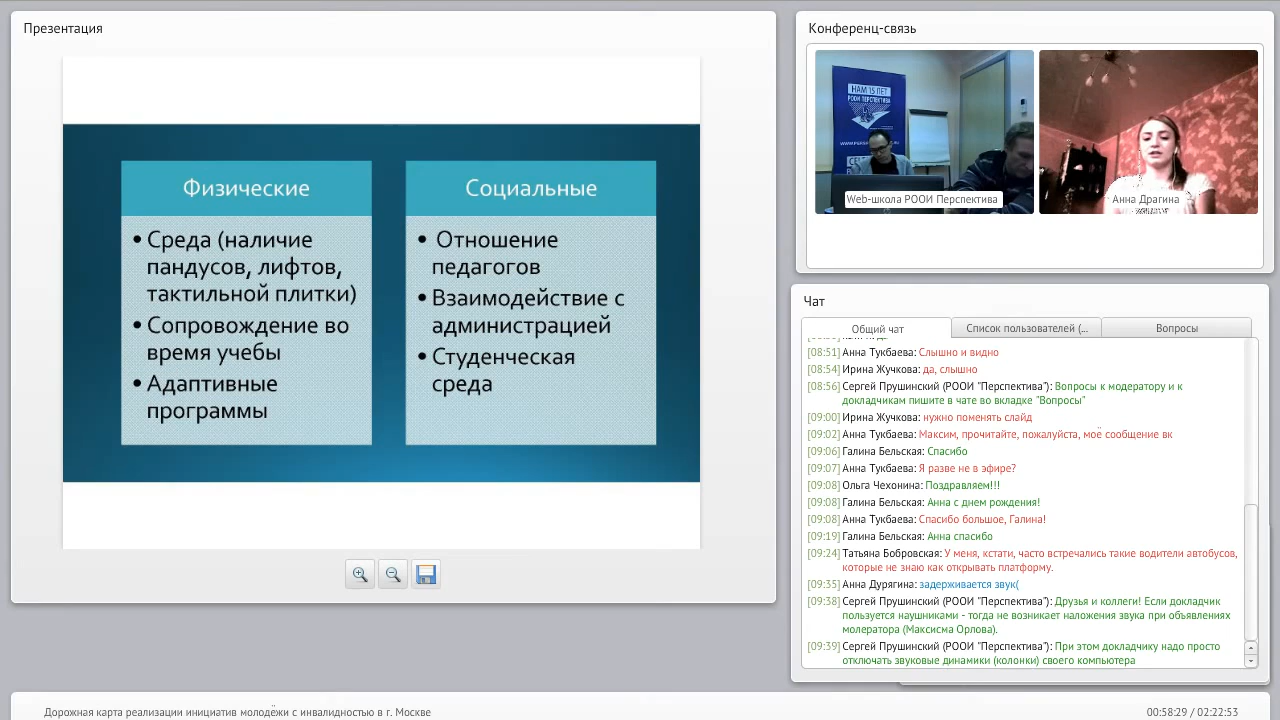 Презентация
Физические
• Среда (наличие
пандусов, лифтов,
тактильной плитки)
• Сопровождение во
время учебы
• Адаптивные
программы
Социальные
• Отношение
педагогов
• Взаимодействие с
администрацией
• Студенческая
среда
Конференц-связь
НАМ 15 ЛЕТ
РООИ ПЕРСПЕКТИВА
Web-школа РООИ Перспектива
Анна Драгина
Чат
Общий чат
Список пользователей (...
Вопросы
[08:51] Анна Тукбаева: Слышно и видно
[08:54] Ирина Жучкова: да, слышно
[08:56] Сергей Прушинский (РООИ "Перспектива"): Вопросы к модератору и к
докладчикам пишите в чате во вкладке "Вопросы"
[09:00] Ирина Жучкова: нужно поменять слайд
[09:02] Анна Тукбаева: Максим, прочитайте, пожалуйста, моё сообщение вк
[09:06] Галина Бельская: Спасибо
[09:07] Анна Тукбаева: Я разве не в эфире?
[09:08] Ольга Чехонина: Поздравляем!!!
[09:08] Галина Бельская: Анна с днем рождения!
[09:08] Анна Тукбаева: Спасибо большое, Галина!
[09:19] Галина Бельская: Анна спасибо
[09:24] Татьяна Бобровская: У меня, кстати, часто встречались такие водители автобусов,
которые не знаю как открывать платформу.
[09:35] Анна Дурягина: задерживается звук(
[09:38] Сергей Прушинский (РООИ "Перспектива"): Друзья и коллеги! Если докладчик
пользуется наушниками - тогда не возникает наложения звука при объявлениях
молератора (Максисма Орлова).
[09:39] Сергей Прушинский (РООИ "Перспектива"): При этом докладчику надо просто
отключать звуковые динамики (колонки) своего компьютера
Дорожная карта реализации инициатив молодёжи с инвалидностью в г. Москве
00:58:29 / 02:22:53